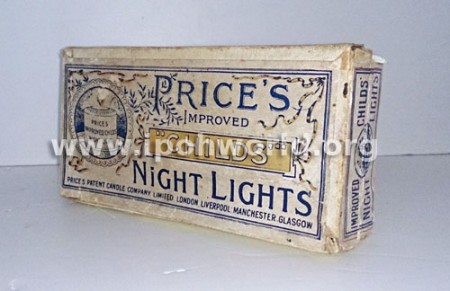 PRICE'S
IMPROVED
"CHILDS"
NIGHT LIGHTS
PRICE'S PATENT CANDLE COMPANY LIMITED LONDON LIVERPOOL MANCHESTER GLASGOW
PRICE'S
CHILDS'
LIGHTS
IMPROVED
NIGHT
www.ipohworld.org